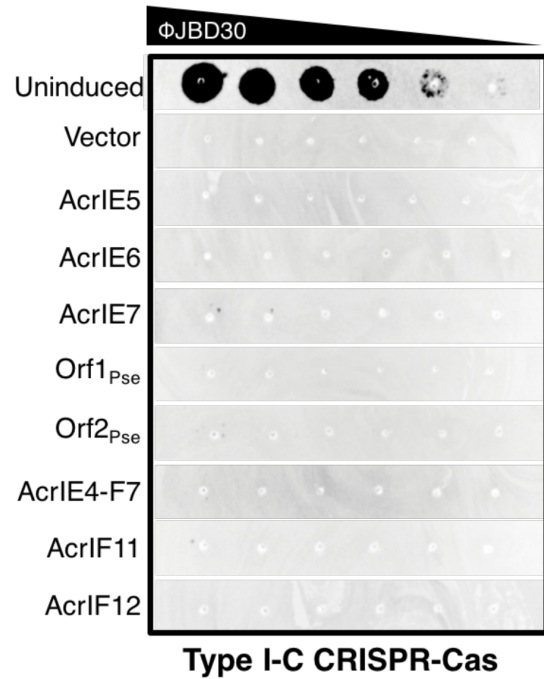 ΦJBD30
Uninduced
Vector
AcrIE5
AcrIE6
AcrIE7
Orf1Pse
Orf2Pse
AcrIE4-F7
AcrIF11
AcrIF12
Type I-C CRISPR-Cas